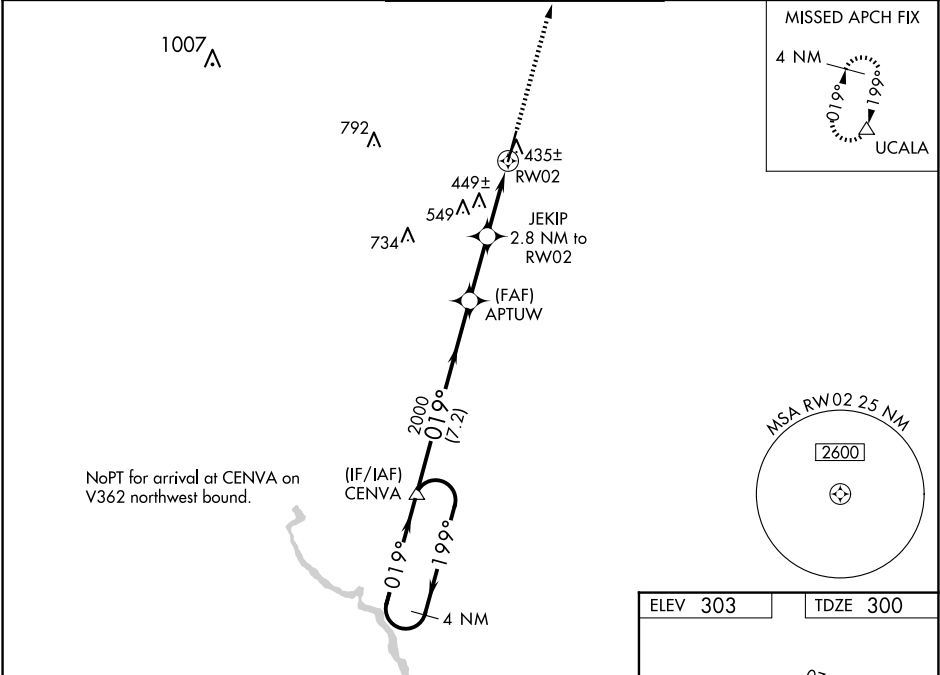 1007
MISSED APCH FIX
4 NM
019°
199°
UCALA
792
435±
RW02
449±
549
734
JEKIP
2.8 NM to
RW02
(FAF)
APTUW
2000
019°
(7.2)
MSA RW02 25 NM
2600
NoPT for arrival at CENVA on
V362 northwest bound.
(IF/IAF)
CENVA
019°
199°
4 NM
ELEV 303
TDZE 300